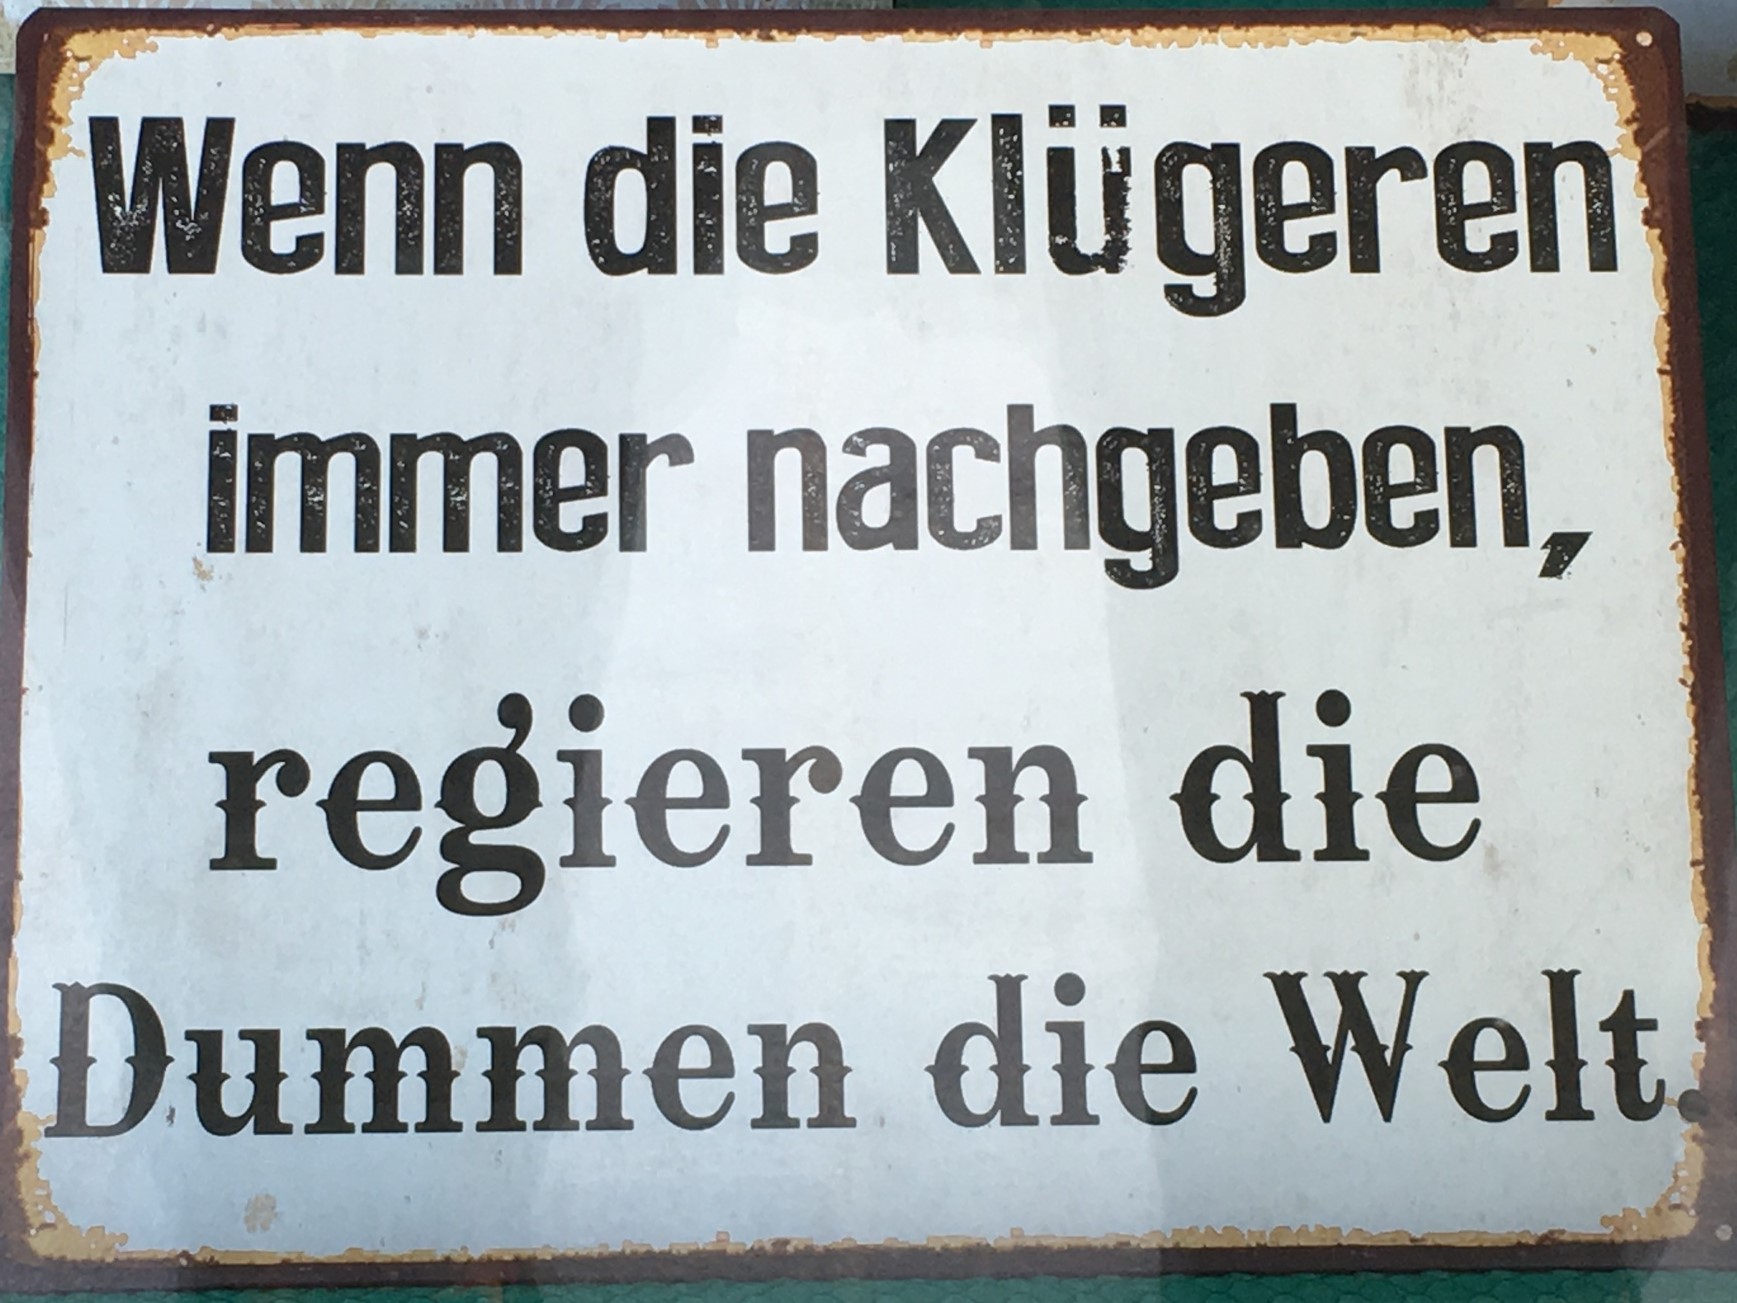 Wenn die Klügeren
immer nachgeben,
regieren die
Dummen die Welt.